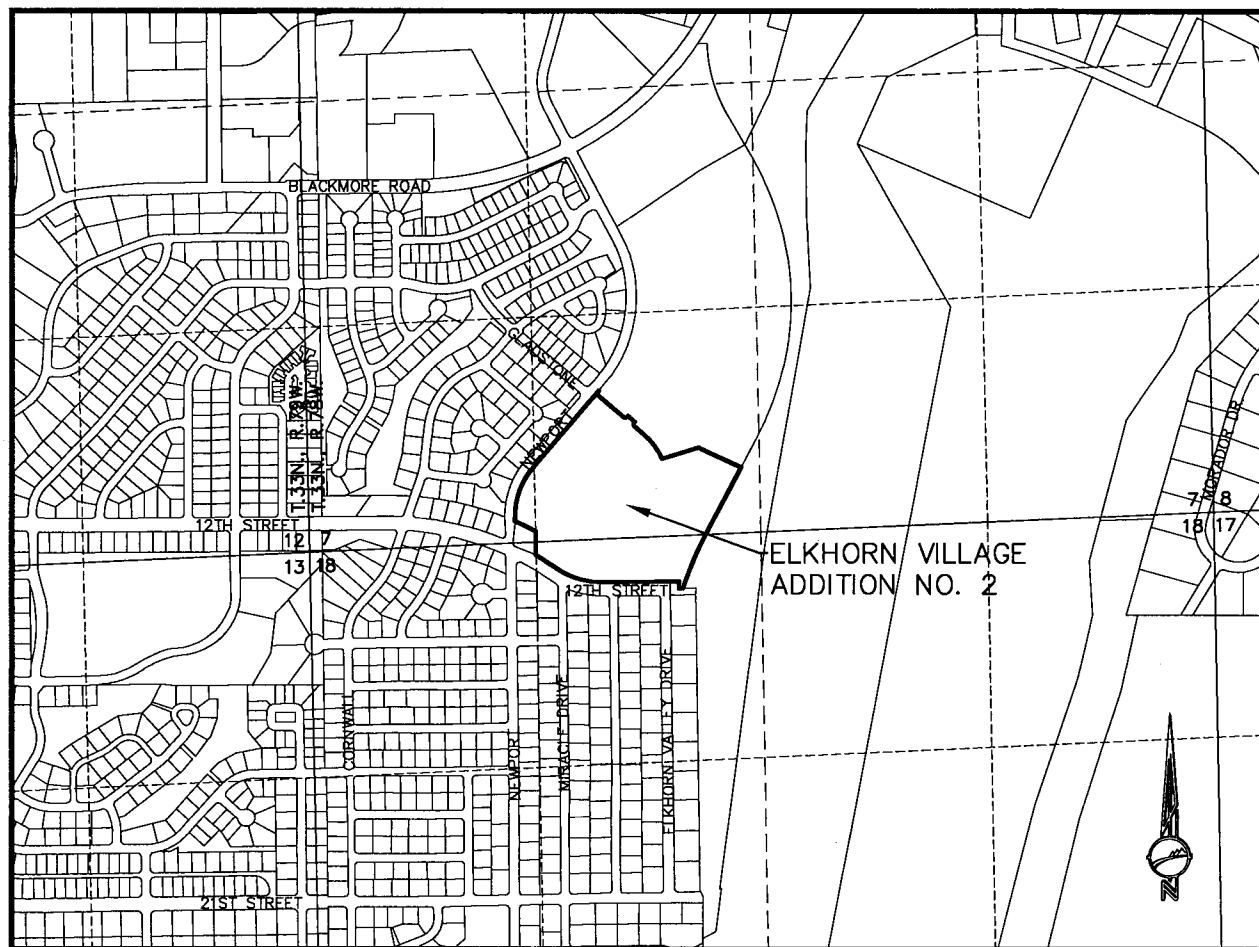 BLACKMORE ROAD
GLADSTONE
NEWPORT
T.33N., R.79W.
T.33N., R.78W.
MORADOR DR.
7 8
18 17
12TH STREET
12 7
13 18
ELKHORN VILLAGE
ADDITION NO. 2
12TH STREET
CORNWALL
NEWPOR
MIRACLE DRIVE
ELKHORN VALLEY DRIVE
21ST STREET
N